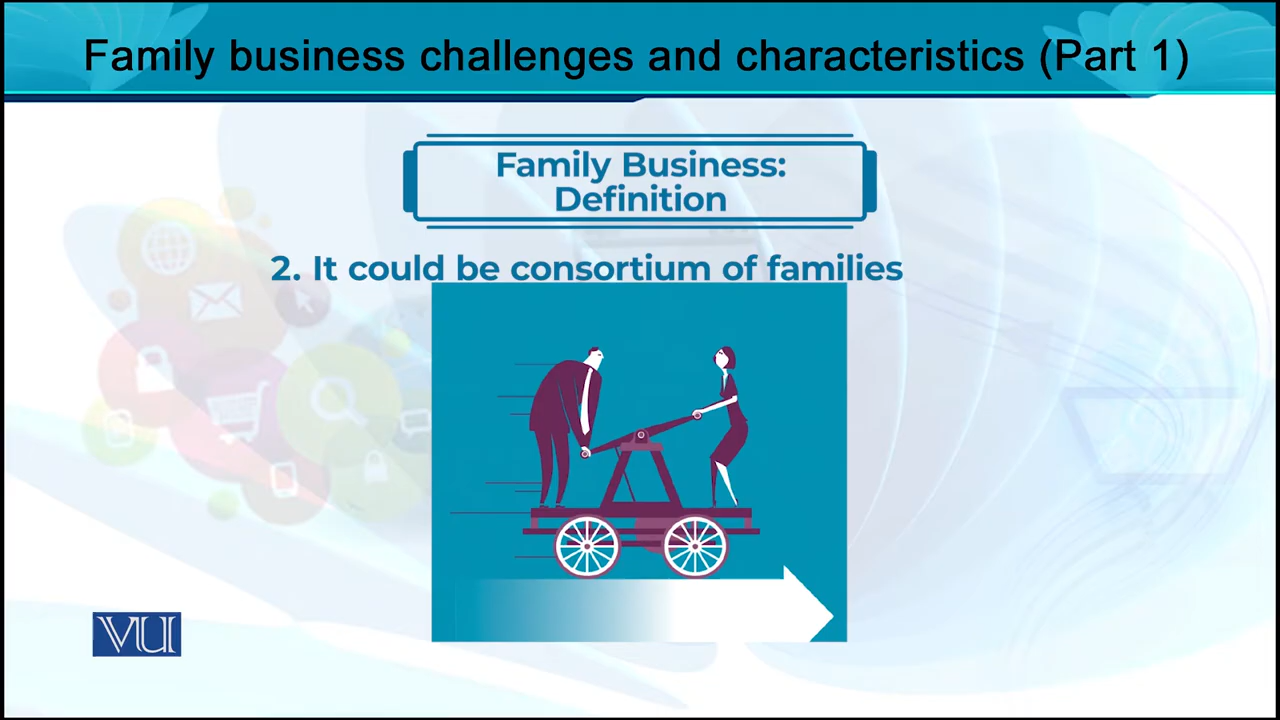 Family business challenges and characteristics (Part 1)
Family Business:
Definition
2. It could be consortium of families
VU